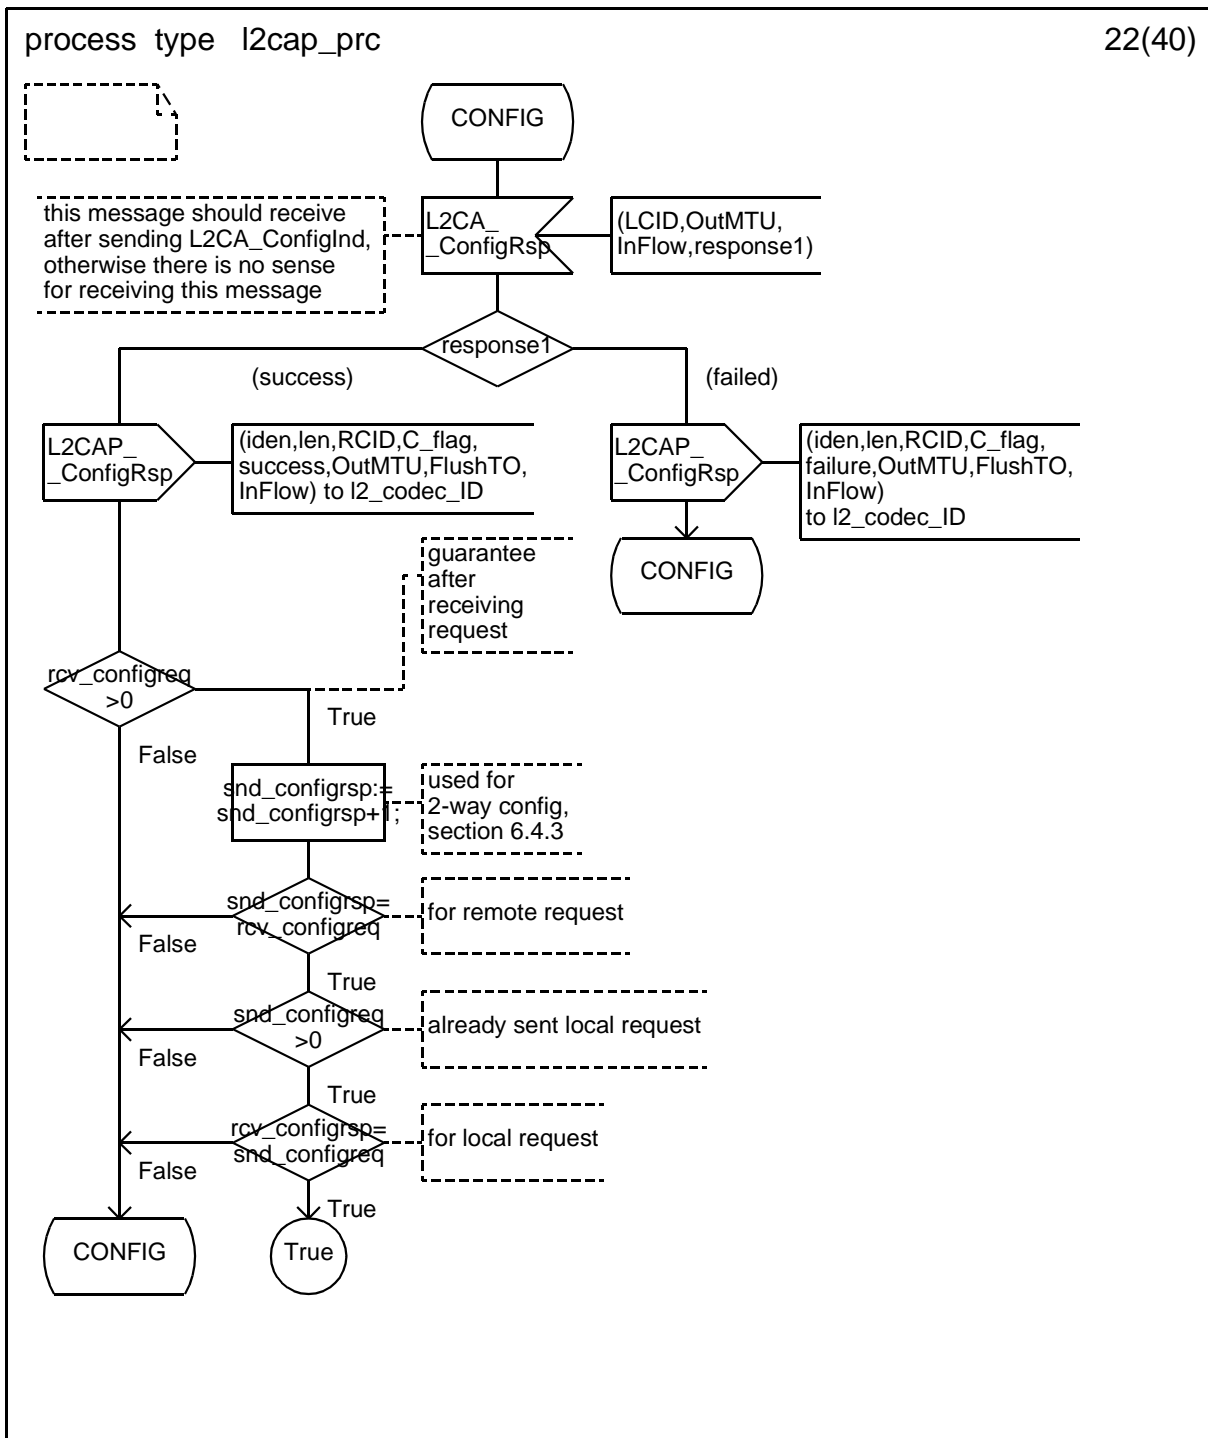 process type l2cap_prc
22(40)
CONFIG
this message should receive
after sending L2CA_ConfigInd,
otherwise there is no sense
for receiving this message
L2CA_
_ConfigRsp
(LCID,OutMTU,
InFlow,response1)
response1
(success)
(failed)
L2CAP_
_ConfigRsp
(iden,len,RCID,C_flag,
success,OutMTU,FlushTO,
InFlow) to l2_codec_ID
L2CAP_
_ConfigRsp
(iden,len,RCID,C_flag,
failure,OutMTU,FlushTO,
InFlow)
to l2_codec_ID
guarantee
after
receiving
request
CONFIG
rcv_configreq
>0
True
False
snd_configrsp:=
snd_configrsp+1;
used for
2-way config,
section 6.4.3
snd_configrsp=
rcv_configreq
for remote request
False
True
snd_configreq
>0
already sent local request
False
True
rcv_configrsp=
snd_configreq
for local request
False
True
CONFIG
True